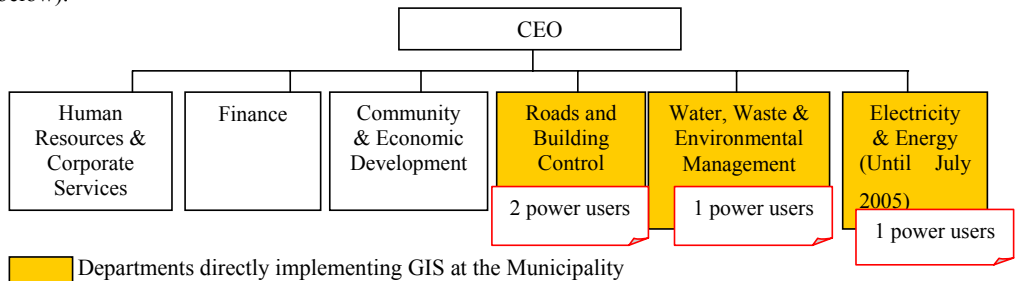 below).
CEO
Human
Resources &
Corporate
Services
Finance
Community
& Economic
Development
Roads and
Building
Control
Water, Waste &
Environmental
Management
Electricity
& Energy
(Until July
2005)
2 power users
1 power users
1 power users
Departments directly implementing GIS at the Municipality